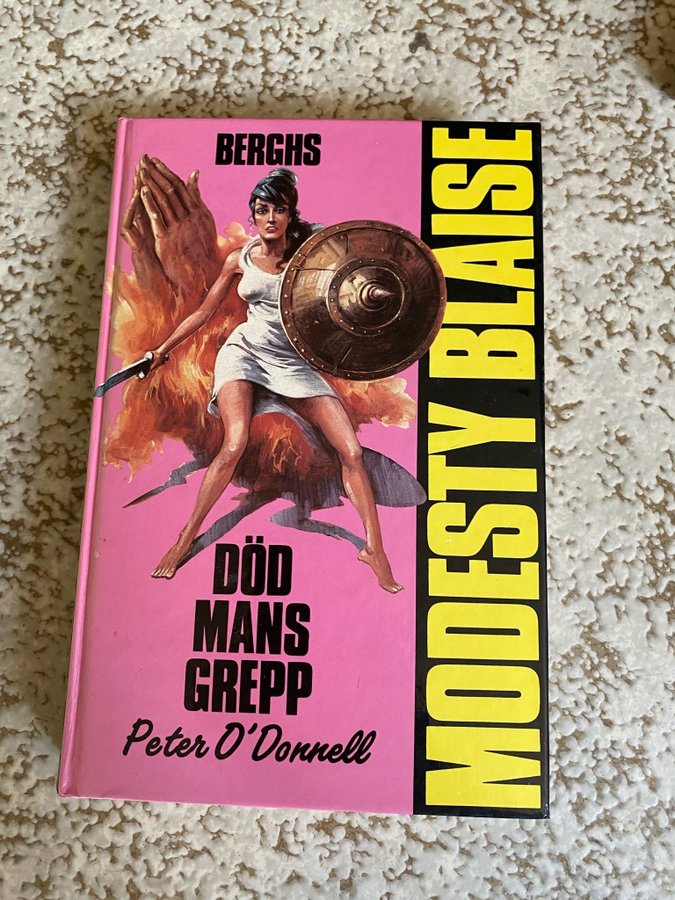 BERGHS
MODESTY BLAISE
DÖD
MANS
GREPP
Peter O'Donnell